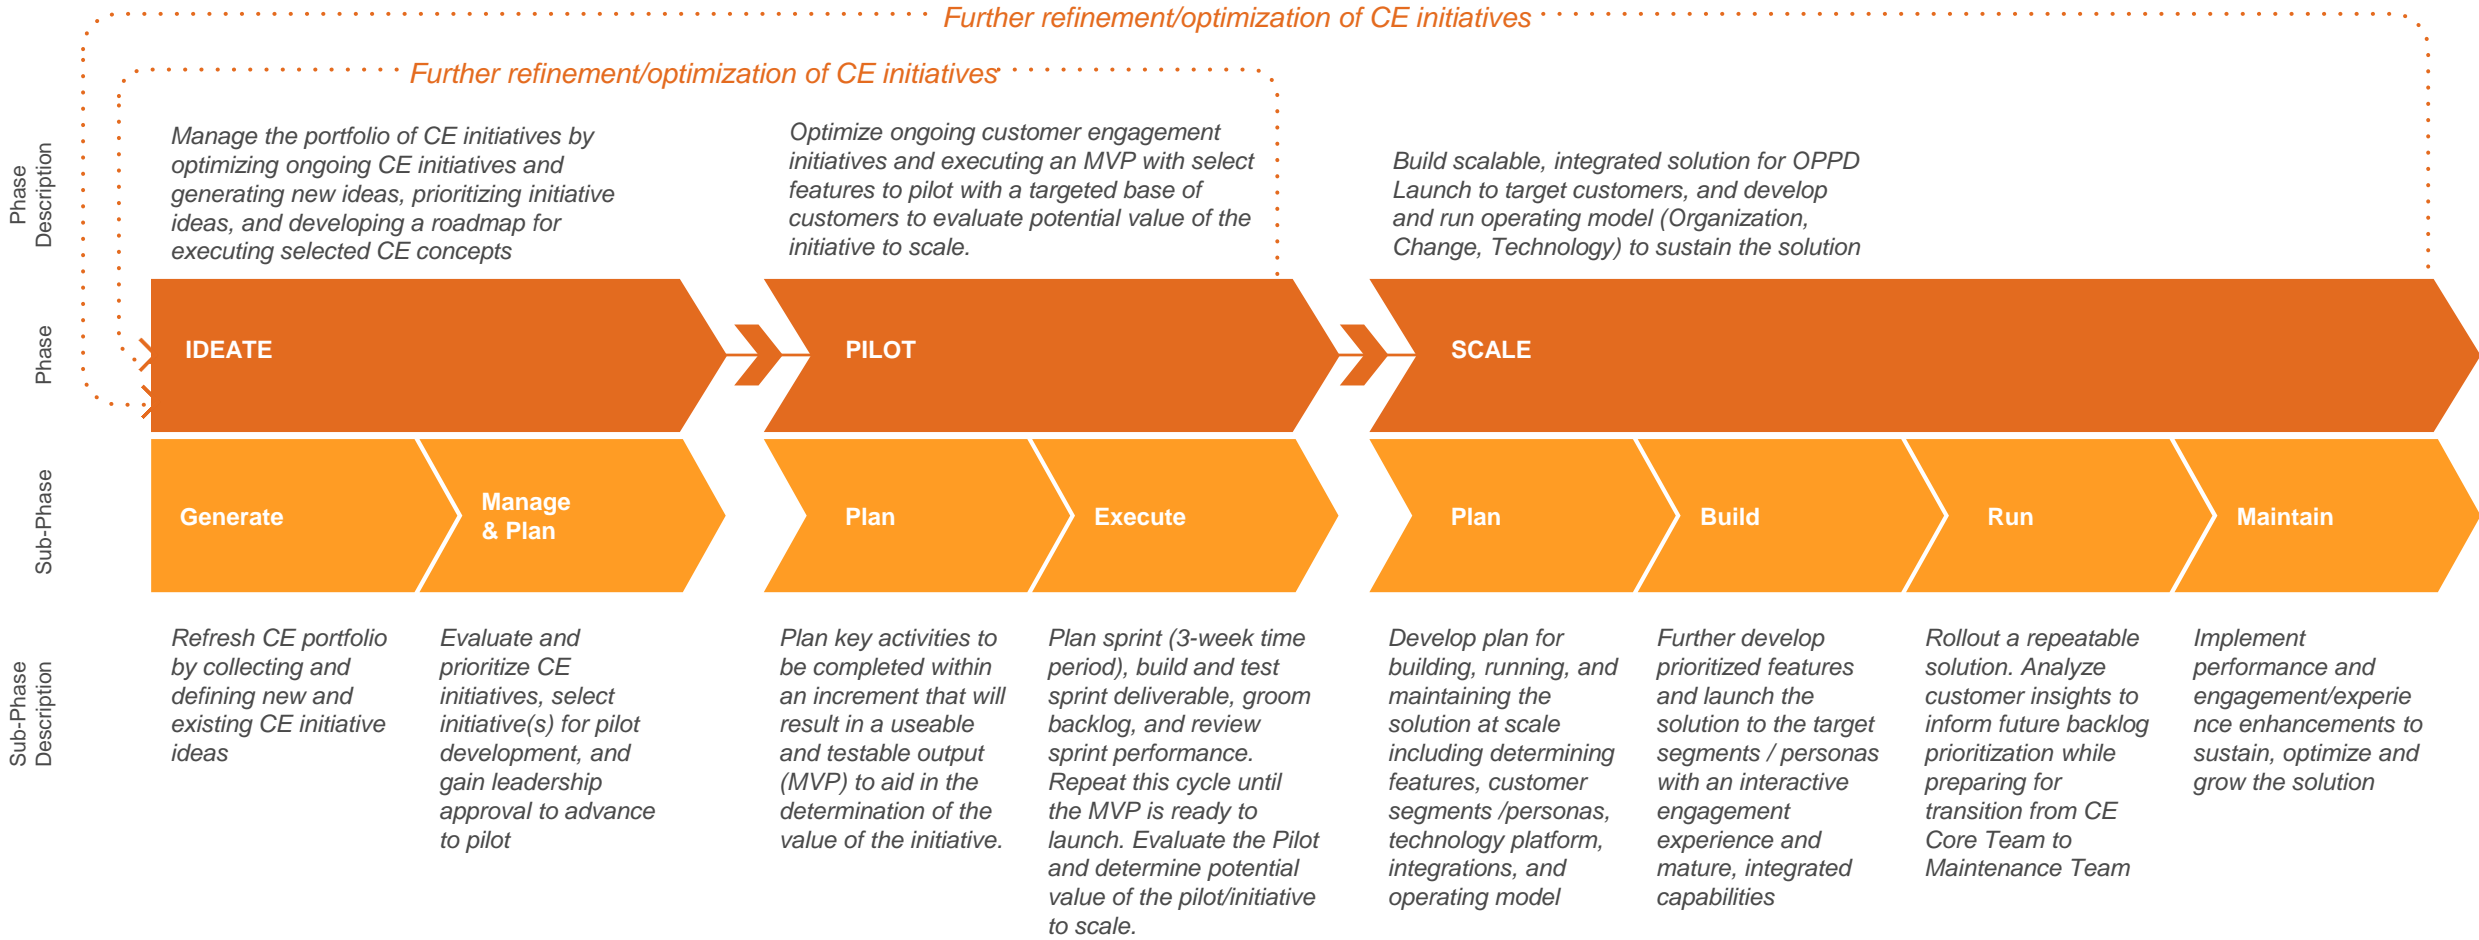 Further refinement/optimization of CE initiatives
Further refinement/optimization of CE initiatives
Phase
Description
Manage the portfolio of CE initiatives by
optimizing ongoing CE initiatives and
generating new ideas, prioritizing initiative
ideas, and developing a roadmap for
executing selected CE concepts
Optimize ongoing customer engagement
initiatives and executing an MVP with select
features to pilot with a targeted base of
customers to evaluate potential value of the
initiative to scale.
Build scalable, integrated solution for OPPD
Launch to target customers, and develop
and run operating model (Organization,
Change, Technology) to sustain the solution
Phase
IDEATE
PILOT
SCALE
Sub-Phase
Generate
Manage
& Plan
Plan
Execute
Plan
Build
Run
Maintain
Sub-Phase
Description
Refresh CE portfolio
by collecting and
defining new and
existing CE initiative
ideas
Evaluate and
prioritize CE
initiatives, select
initiative(s) for pilot
development, and
gain leadership
approval to advance
to pilot
Plan key activities to
be completed within
an increment that will
result in a useable
and testable output
(MVP) to aid in the
determination of the
value of the initiative.
Plan sprint (3-week time
period), build and test
sprint deliverable, groom
backlog, and review
sprint performance.
Repeat this cycle until
the MVP is ready to
launch. Evaluate the Pilot
and determine potential
value of the pilot/initiative
to scale.
Develop plan for
building, running, and
maintaining the
solution at scale
including determining
features, customer
segments /personas,
technology platform,
integrations, and
operating model
Further develop
prioritized features
and launch the
solution to the target
segments / personas
with an interactive
engagement
experience and
mature, integrated
capabilities
Rollout a repeatable
solution. Analyze
customer insights to
inform future backlog
prioritization while
preparing for
transition from CE
Core Team to
Maintenance Team
Implement
performance and
engagement/experie
nce enhancements to
sustain, optimize and
grow the solution